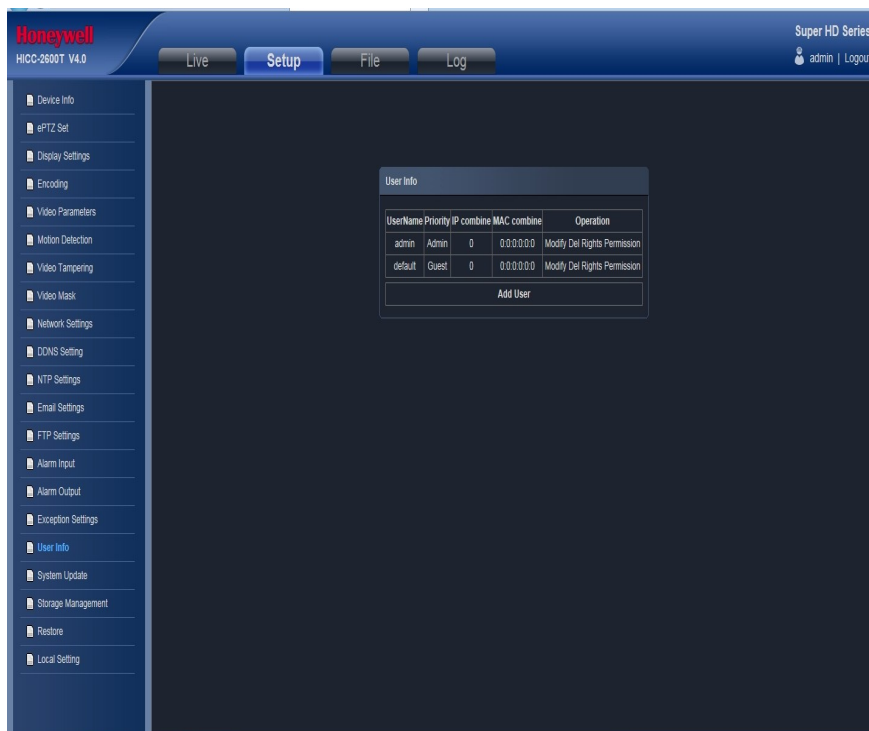 Honeywell
HICC-2600T V4.0
Live
Setup
File
Log
Super HD Series
admin | Logou
Device Info
ePTZ Set
Display Settings
Encoding
Video Parameters
Motion Detection
Video Tampering
Video Mask
Network Settings
DDNS Setting
NTP Settings
Email Settings
FTP Settings
Alarm Input
Alarm Output
Exception Settings
User Info
System Update
Storage Management
Restore
Local Setting
User Info
UserName Priority IP combine MAC combine Operation
admin Admin 0 0:0:0:0:0:0 Modify Del Rights Permission
default Guest 0 0:0:0:0:0:0 Modify Del Rights Permission
Add User